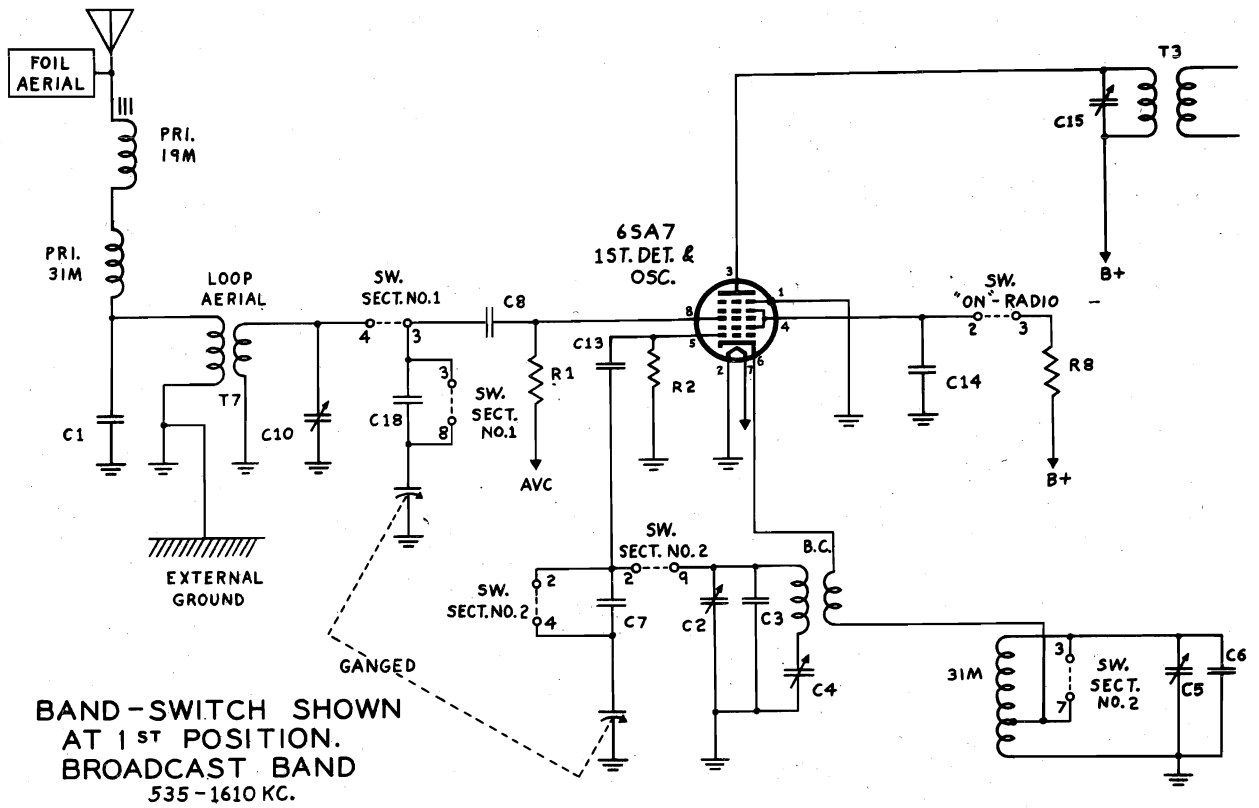 FOIL
AERIAL
PRI.
19M
PRI.
31M
LOOP
AERIAL
T7
C1
C10
EXTERNAL
GROUND
SW.
SECT. NO.1
4
3
C18
3
8
SW.
SECT.
NO.1
C8
R1
AVC
6SA7
1ST. DET. &
OSC.
3
1
8
4
5
2
7
6
C13
R2
T3
C15
B+
SW.
"ON"-RADIO
2
3
C14
R8
B+
SW.
SECT. NO.2
2
9
SW.
SECT. NO.2
2
4
C7
C2
C3
C4
B.C.
31M
3
7
SW.
SECT.
NO.2
C5
C6
GANGED
BAND-SWITCH SHOWN
AT 1ST POSITION.
BROADCAST BAND
535-1610 KC.